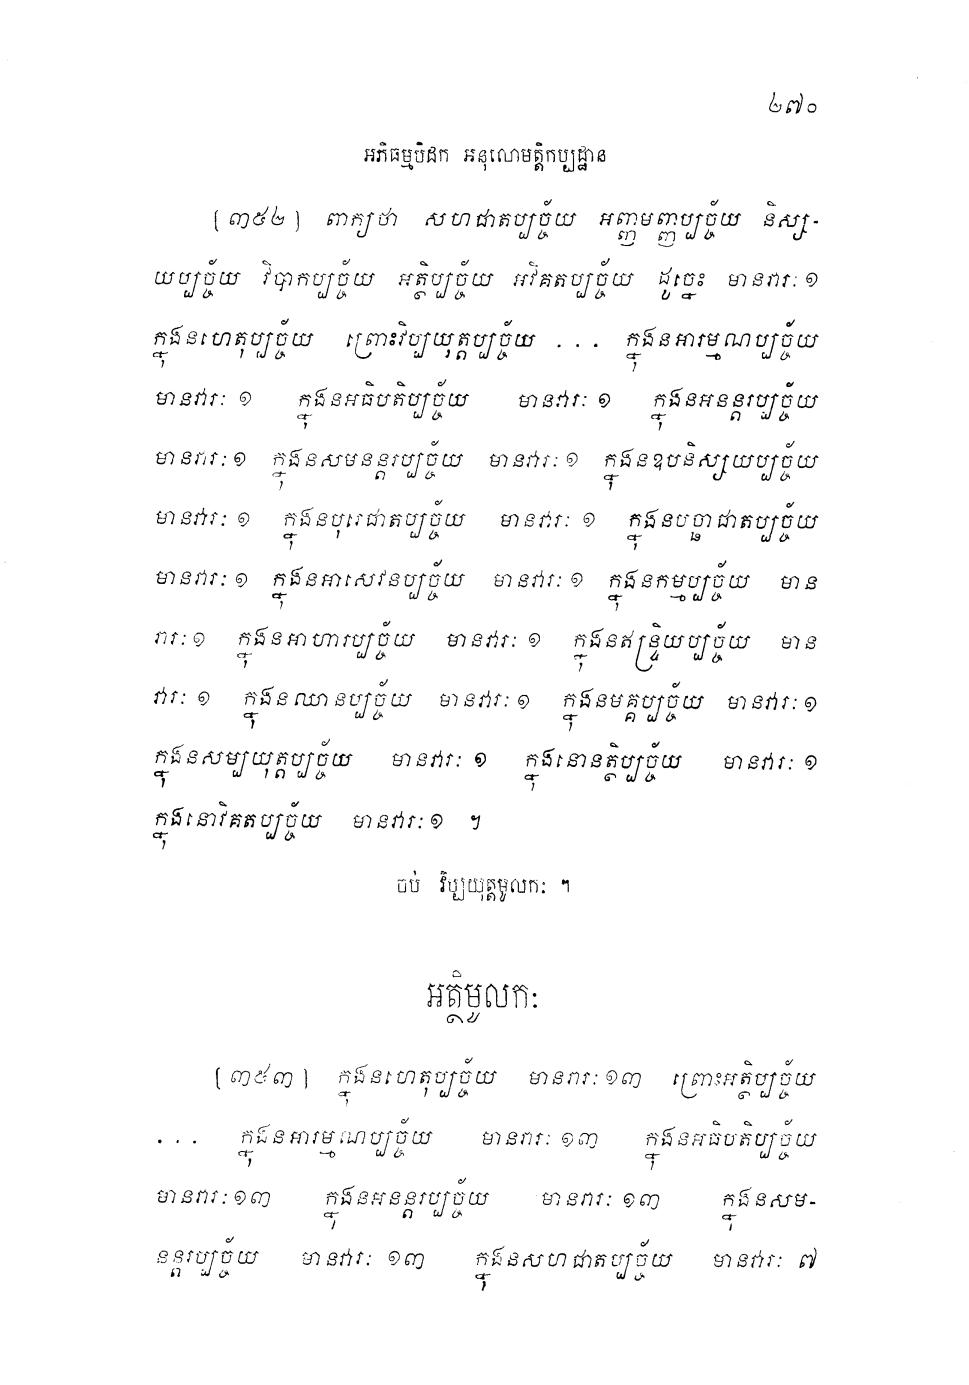 ២៧០
អភិធម្មបិដក អនុលោមត្តិកប្បដ្ឋាន
[៣៥២] ពាក្យថា សហជាតប្បច្ច័យ អញ្ញមញ្ញប្បច្ច័យ និស្ស-
យប្បច្ច័យ វិបាកប្បច្ច័យ អត្ថិប្បច្ច័យ អវិគតប្បច្ច័យ ដូច្នេះ មានវារៈ ១
ក្នុងនហេតុប្បច្ច័យ ព្រោះវិប្បយុត្តប្បច្ច័យ . . . ក្នុងនអារម្មណប្បច្ច័យ
មានវារៈ ១ ក្នុងនអធិបតិប្បច្ច័យ មានវារៈ ១ ក្នុងនអនន្តរប្បច្ច័យ
មានវារៈ ១ ក្នុងនសមនន្តរប្បច្ច័យ មានវារៈ ១ ក្នុងនឧបនិស្សយប្បច្ច័យ
មានវារៈ ១ ក្នុងនបុរេជាតប្បច្ច័យ មានវារៈ ១ ក្នុងនបច្ឆាជាតប្បច្ច័យ
មានវារៈ ១ ក្នុងនអាសេវនប្បច្ច័យ មានវារៈ ១ ក្នុងនកម្មប្បច្ច័យ មាន
វារៈ ១ ក្នុងនអាហារប្បច្ច័យ មានវារៈ ១ ក្នុងនឥន្ទ្រិយប្បច្ច័យ មាន
វារៈ ១ ក្នុងនឈានប្បច្ច័យ មានវារៈ ១ ក្នុងនមគ្គប្បច្ច័យ មានវារៈ ១
ក្នុងនសម្បយុត្តប្បច្ច័យ មានវារៈ ១ ក្នុងនោនត្ថិប្បច្ច័យ មានវារៈ ១
ក្នុងនោវិគតប្បច្ច័យ មានវារៈ ១ ។
ចប់ វិប្បយុត្តមូលកៈ ។
អត្ថិមូលកៈ
[៣៥៣] ក្នុងនហេតុប្បច្ច័យ មានវារៈ ១៣ ព្រោះអត្ថិប្បច្ច័យ
. . . ក្នុងនអារម្មណប្បច្ច័យ មានវារៈ ១៣ ក្នុងនអធិបតិប្បច្ច័យ
មានវារៈ ១៣ ក្នុងនអនន្តរប្បច្ច័យ មានវារៈ ១៣ ក្នុងនសម-
នន្តរប្បច្ច័យ មានវារៈ ១៣ ក្នុងនសហជាតប្បច្ច័យ មានវារៈ ៧